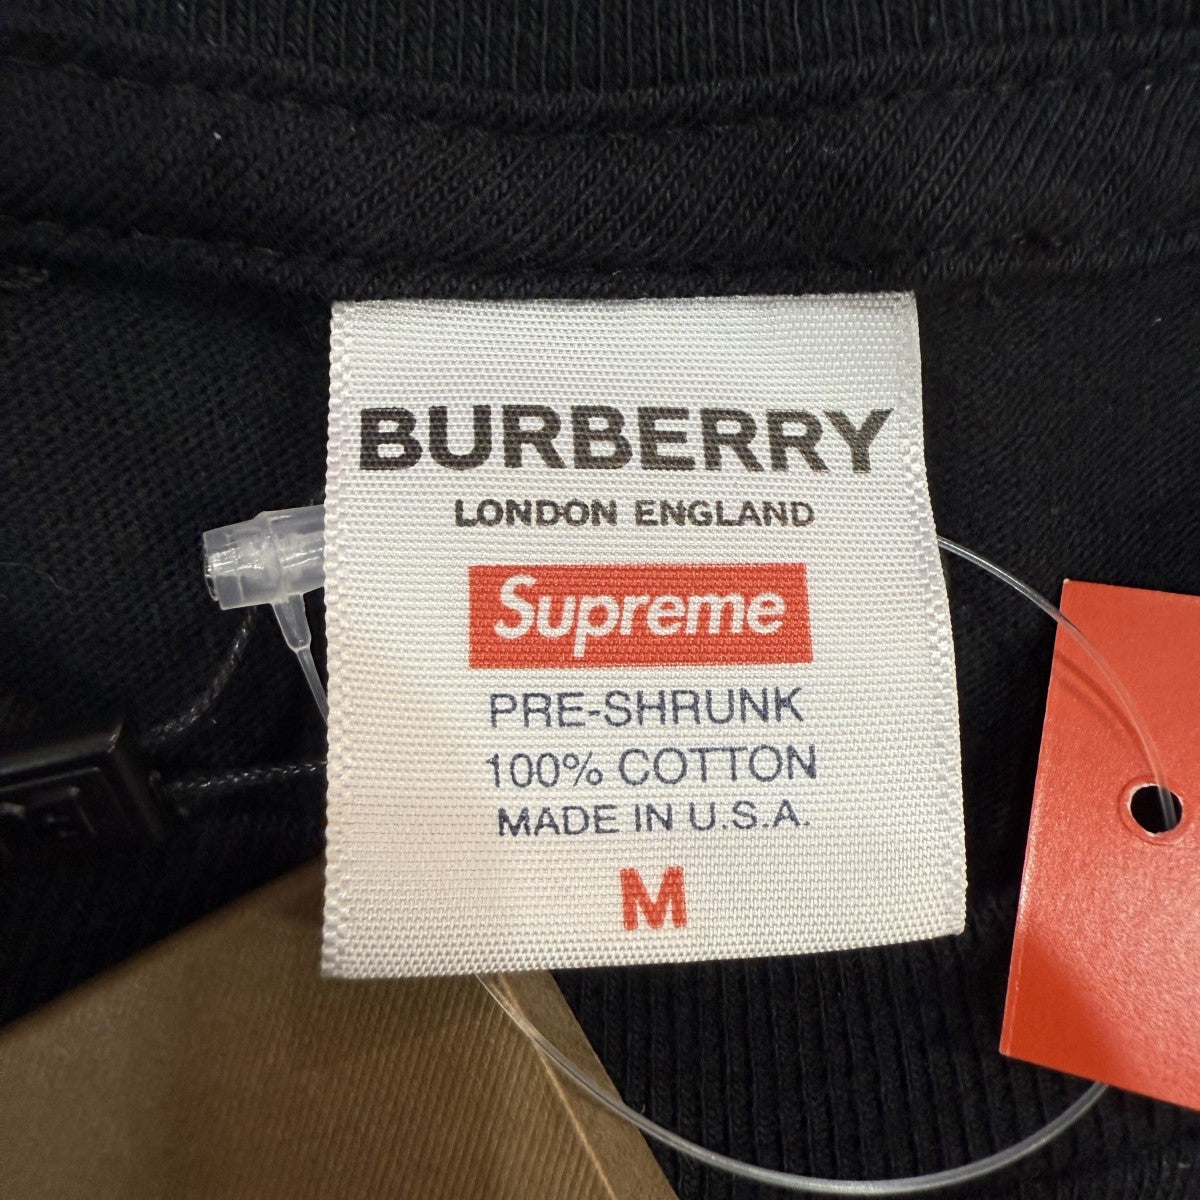 BURBERRY
LONDON ENGLAND
Supreme
PRE-SHRUNK
100% COTTON
MADE IN U.S.A.
M